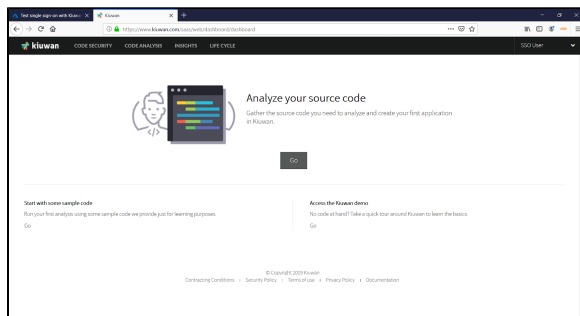 Test single sign-on with Kiuwan
Kiuwan
https://www.kiuwan.com/saas/web/dashboard/dashboard
kiuwan
CODE SECURITY
CODE ANALYSIS
INSIGHTS
LIFE CYCLE
SSO User
Analyze your source code
Gather the source code you need to analyze and create your first application
in Kiuwan.
Go
Start with some sample code
Run your first analysis using some sample code we provide just for learning purposes.
Go
Access the Kiuwan demo
No code at hand? Take a quick tour around Kiuwan to learn the basics.
Go
© Copyright 2019 Kiuwan
Contracting Conditions | Security Policy | Terms of use | Privacy Policy | Documentation